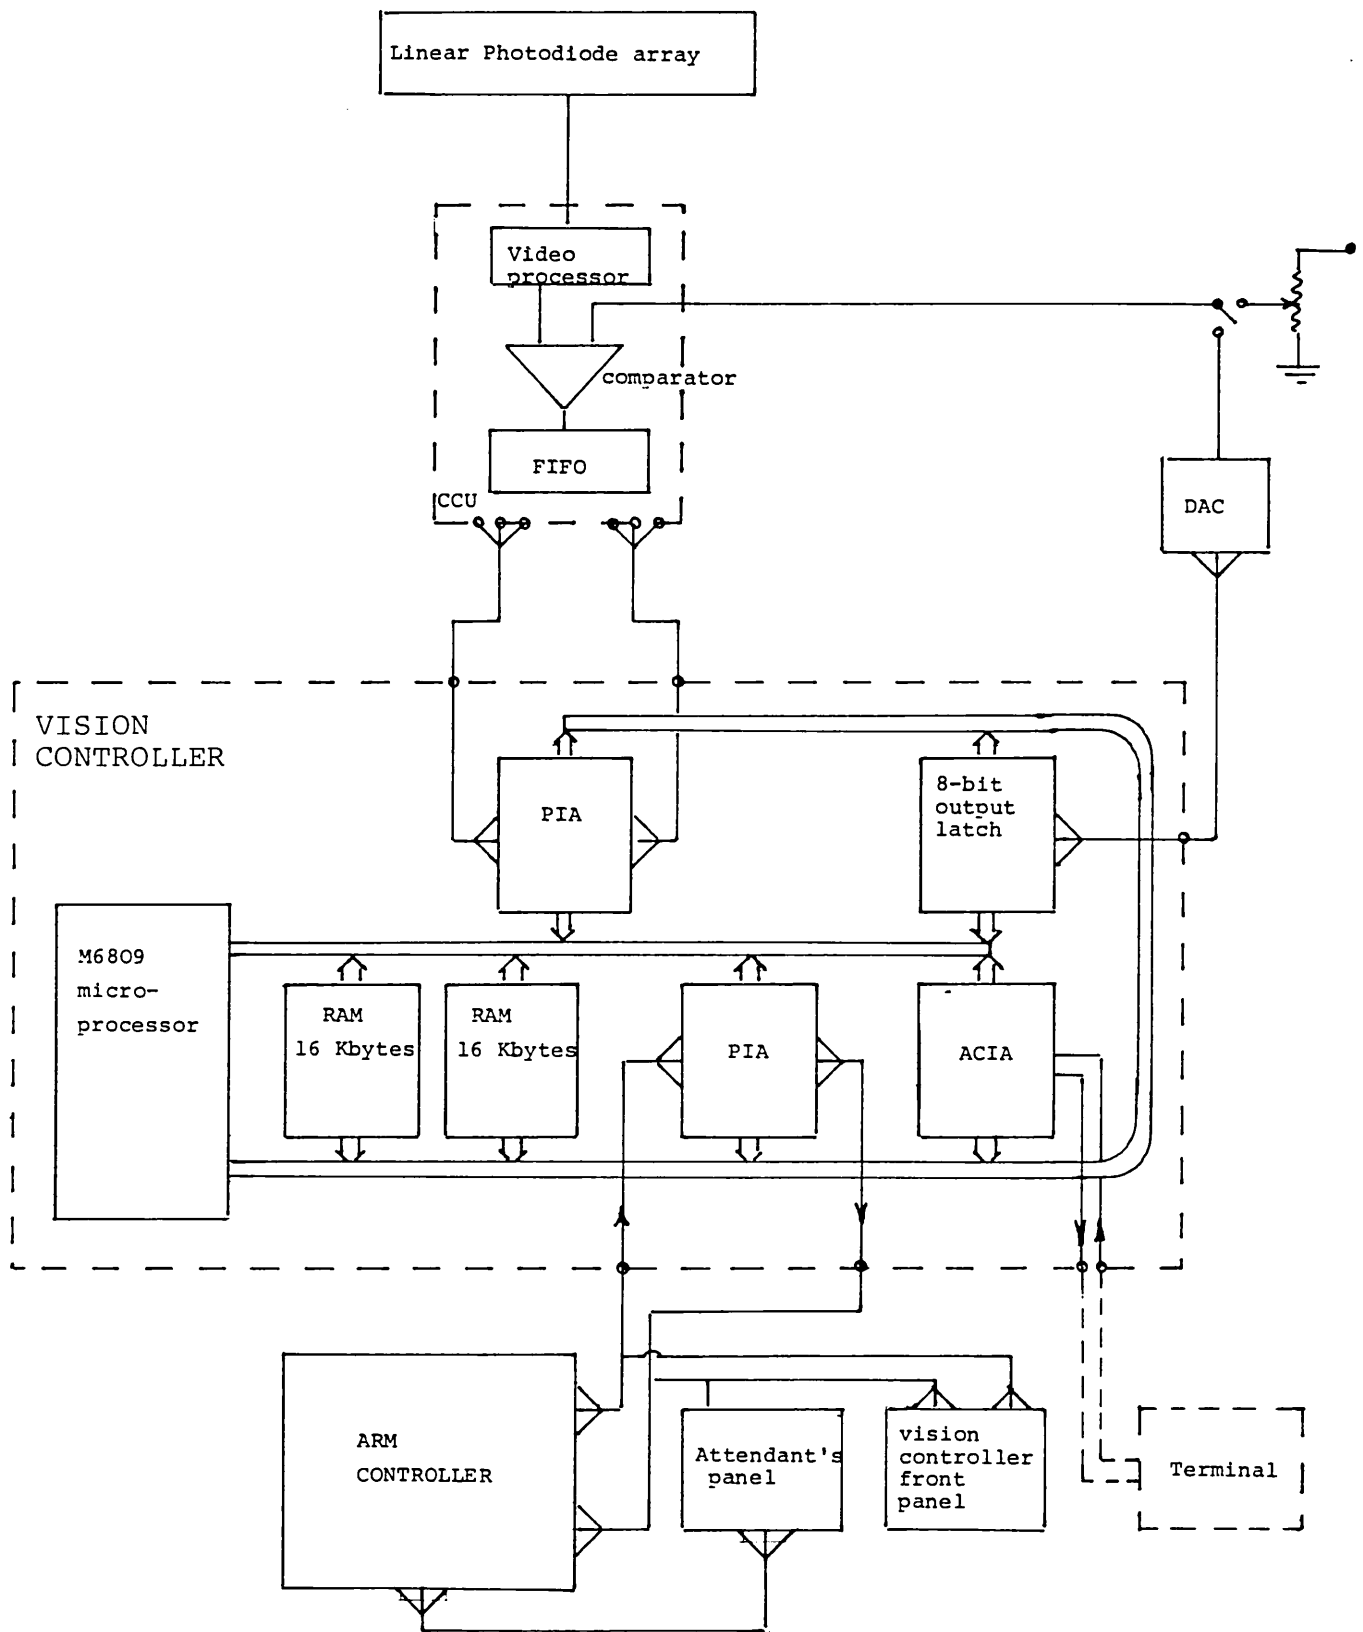 Linear Photodiode array
Video
processor
comparator
FIFO
CCU
DAC
VISION
CONTROLLER
PIA
8-bit
output
latch
M6809
micro-
processor
RAM
16 Kbytes
RAM
16 Kbytes
PIA
ACIA
ARM
CONTROLLER
Attendant's
panel
vision
controller
front
panel
Terminal